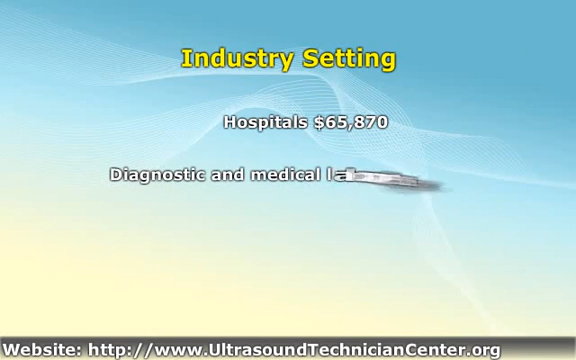 Industry Setting
Hospitals $65,870
Diagnostic and medical
Website: http://www.UltrasoundTechnicianCenter.org